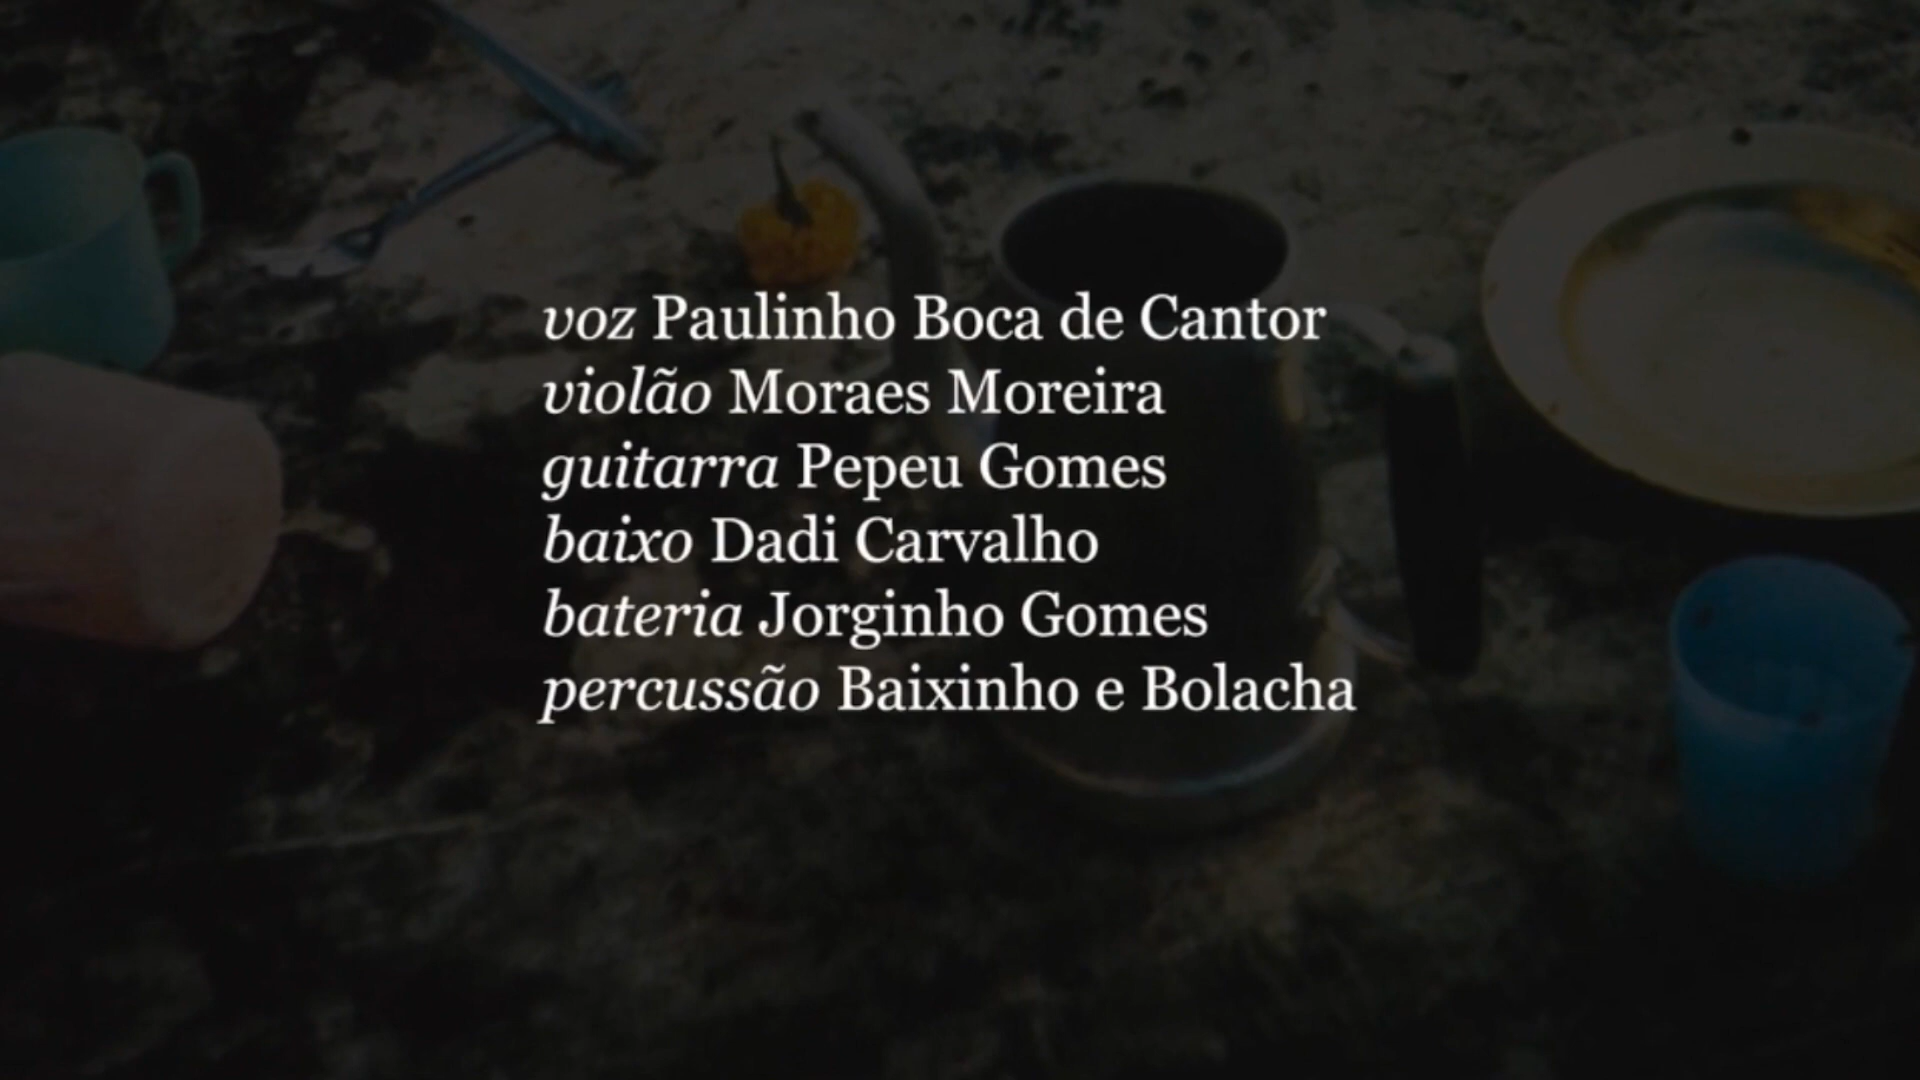 voz Paulinho Boca de Cantor
violão Moraes Moreira
guitarra Pepeu Gomes
baixo Dadi Carvalho
bateria Jorginho Gomes
percussão Baixinho e Bolacha